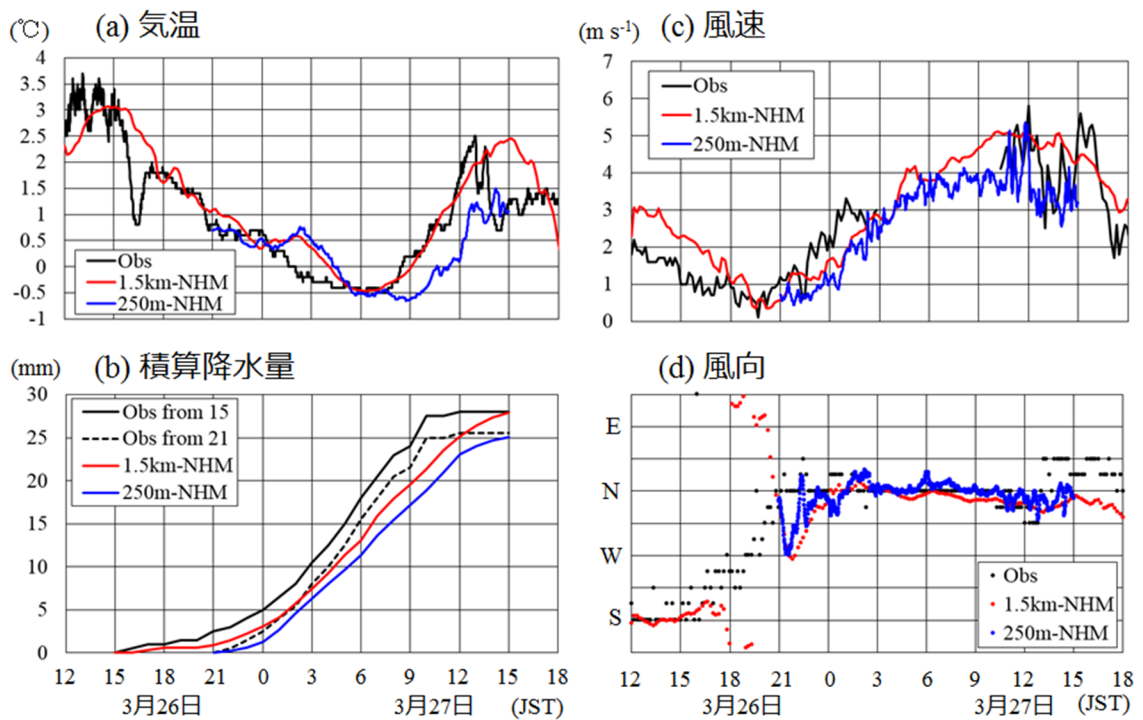 (℃)
(a) 気温
4
3.5
3
2.5
2
1.5
1
0.5
0
-0.5
-1
Obs
1.5km-NHM
250m-NHM
(m s-1)
(c) 風速
7
6
5
4
3
2
1
0
Obs
1.5km-NHM
250m-NHM
(mm)
(b) 積算降水量
30
25
20
15
10
5
0
Obs from 15
Obs from 21
1.5km-NHM
250m-NHM
12 15 18 21 0 3 6 9 12 15 18
3月26日 3月27日 (JST)
(d) 風向
E
N
W
S
Obs
1.5km-NHM
250m-NHM
12 15 18 21 0 3 6 9 12 15 18
3月26日 3月27日 (JST)